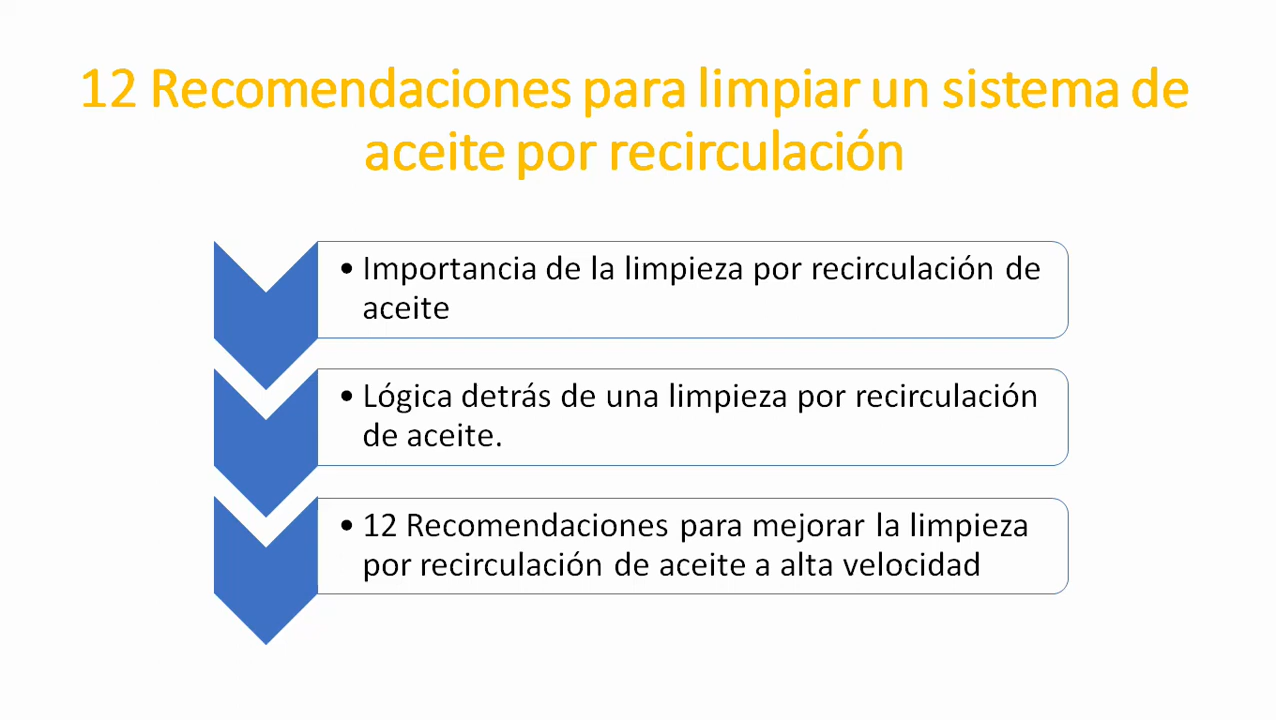 12 Recomendaciones para limpiar un sistema de
aceite por recirculación
• Importancia de la limpieza por recirculación de
aceite
• Lógica detrás de una limpieza por recirculación
de aceite.
• 12 Recomendaciones para mejorar la limpieza
por recirculación de aceite a alta velocidad